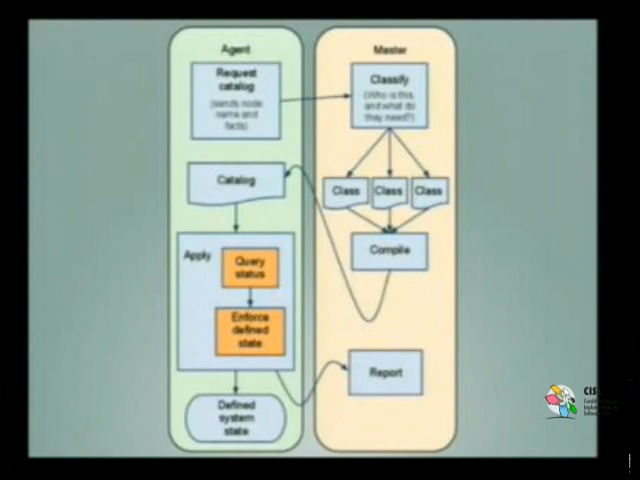 Agent
Request
catalog
(sends node
name and
facts)
Catalog
Apply
Query
status
Enforce
defined
state
Defined
system
state
Master
Classify
(Who is this,
and what do
they need?)
Class
Class
Class
Compile
Report
CIS